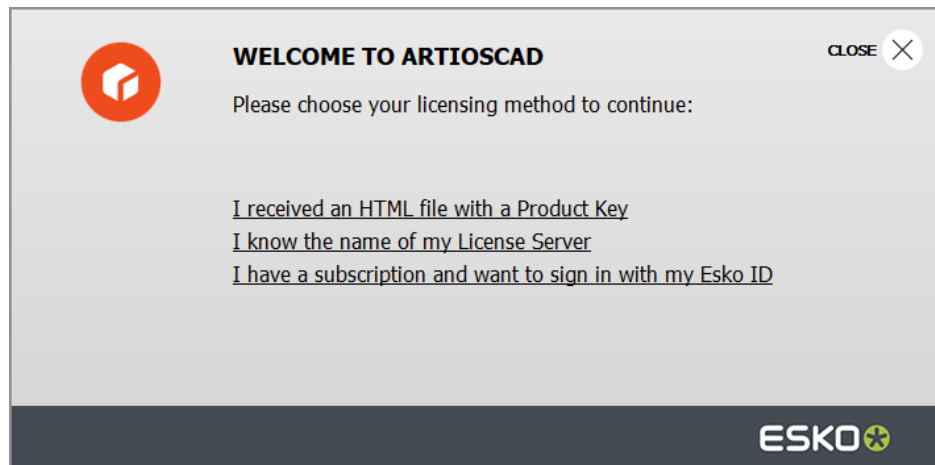 WELCOME TO ARTIOSCAD
CLOSE
Please choose your licensing method to continue:
I received an HTML file with a Product Key
I know the name of my License Server
I have a subscription and want to sign in with my Esko ID
ESKO